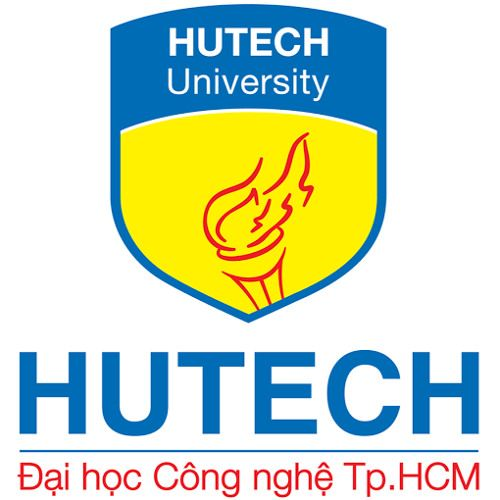 HUTECH
University
HUTECH
Đại học Công nghệ Tp.HCM